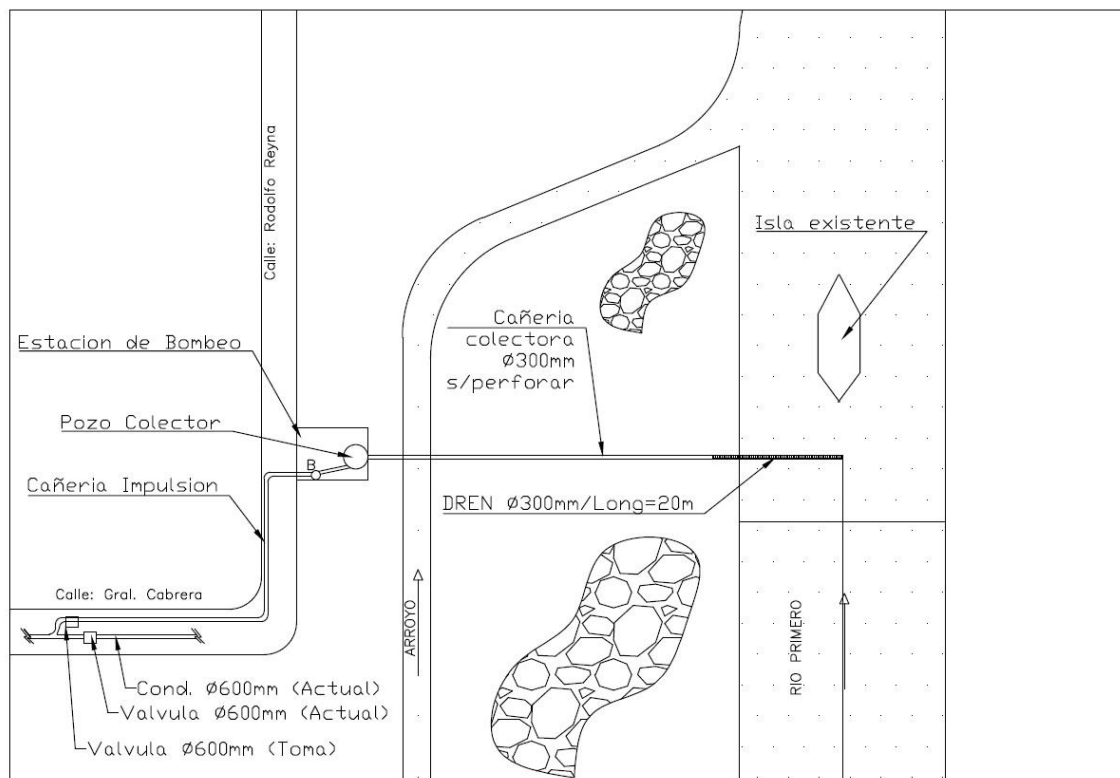 Calle: Rodolfo Reyna
Isla existente
Cañeria
colectora
Ø300mm
s/perforar
Estacion de Bombeo
Pozo Colector
B
Cañeria Impulsion
DREN Ø300mm/Long=20m
Calle: Gral. Cabrera
ARROYO
RIO PRIMERO
Cond. Ø600mm (Actual)
Valvula Ø600mm (Actual)
Valvula Ø600mm (Toma)